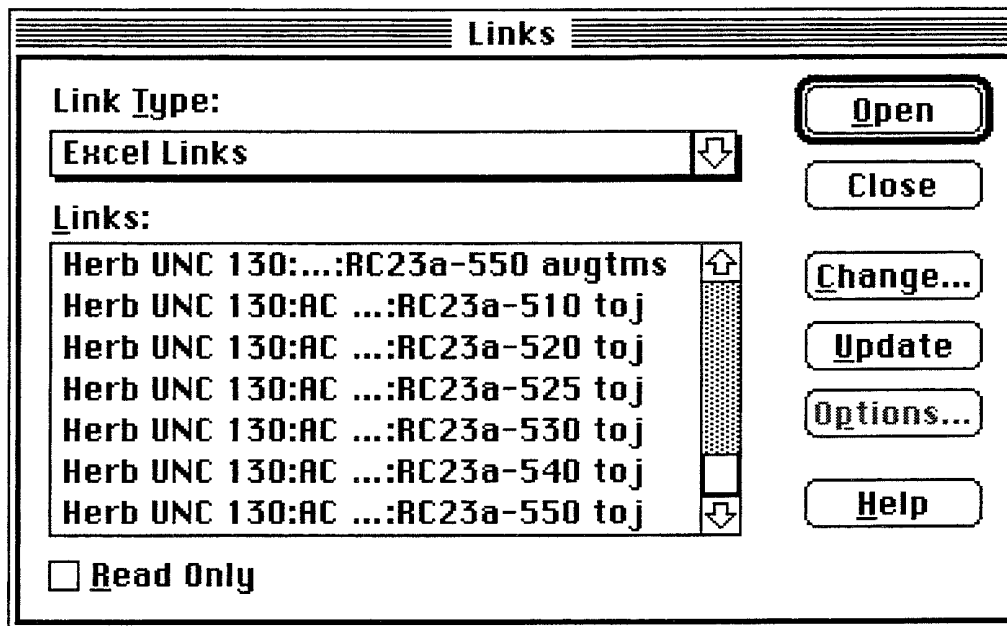 Links
Link Type:
Excel Links
Links:
Herb UNC 130:...:RC23a-550 avgtms
Herb UNC 130:AC ...:RC23a-510 toj
Herb UNC 130:AC ...:RC23a-520 toj
Herb UNC 130:AC ...:RC23a-525 toj
Herb UNC 130:AC ...:RC23a-530 toj
Herb UNC 130:AC ...:RC23a-540 toj
Herb UNC 130:AC ...:RC23a-550 toj
Read Only
Open
Close
Change...
Update
Options...
Help